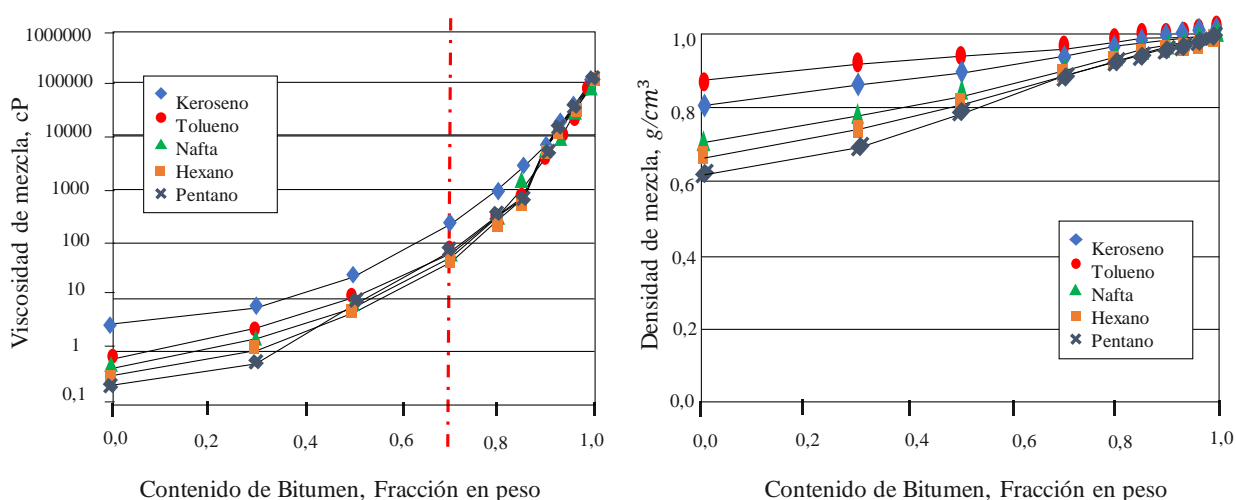 Viscosidad de mezcla, cP
1000000
100000
10000
1000
100
10
1
0,1
Keroseno
Tolueno
Nafta
Hexano
Pentano
0,0 0,2 0,4 0,6 0,8 1,0
Contenido de Bitumen, Fracción en peso
Densidad de mezcla, g/cm³
1,0
0,8
0,6
0,4
0,2
0,0
Keroseno
Tolueno
Nafta
Hexano
Pentano
0,0 0,2 0,4 0,6 0,8 1,0
Contenido de Bitumen, Fracción en peso